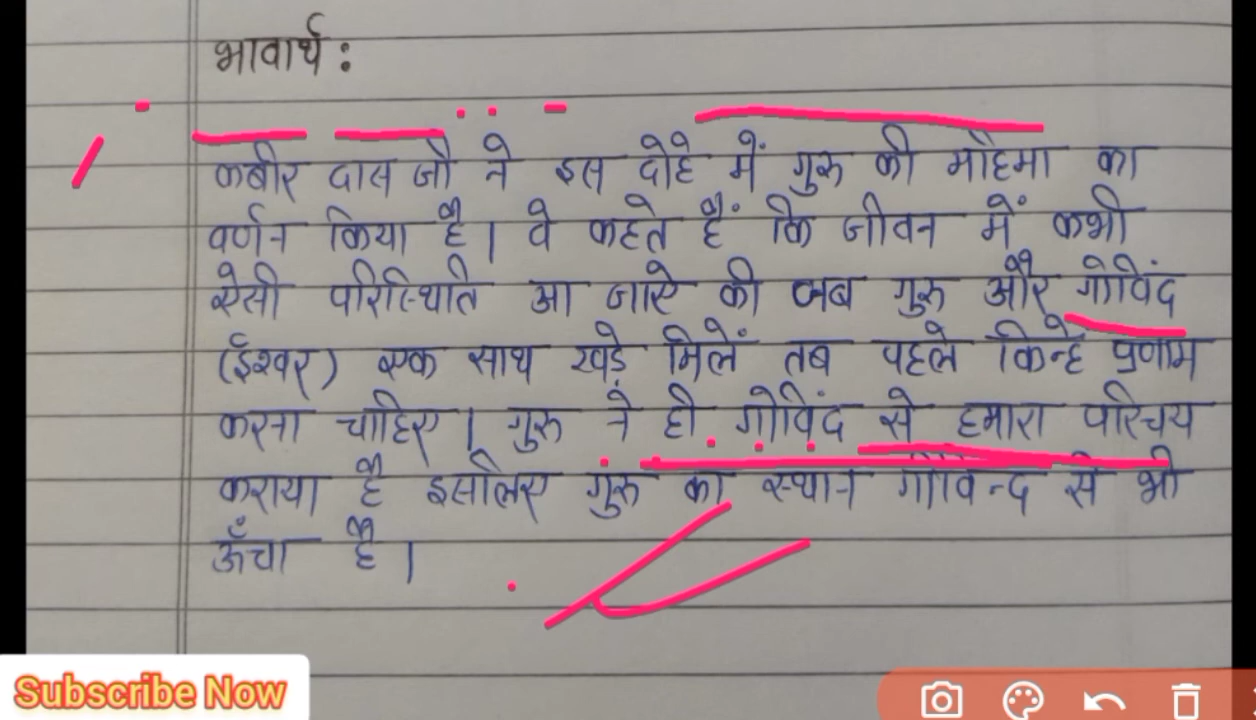 भावार्थ :
कबीर दास जी ने इस दोहे में गुरु की महिमा का
वर्णन किया है। वे कहते हैं कि जीवन में कभी
ऐसी परिस्थिति आ जाऐ की जब गुरु और गोविंद
(ईश्वर) एक साथ खड़े मिलें तब पहले किन्हे प्रणाम
करना चाहिए। गुरु ने ही गोविंद से हमारा परिचय
कराया है इसलिए गुरु का स्थान गोविन्द से भी
ऊँचा है।
Subscribe Now